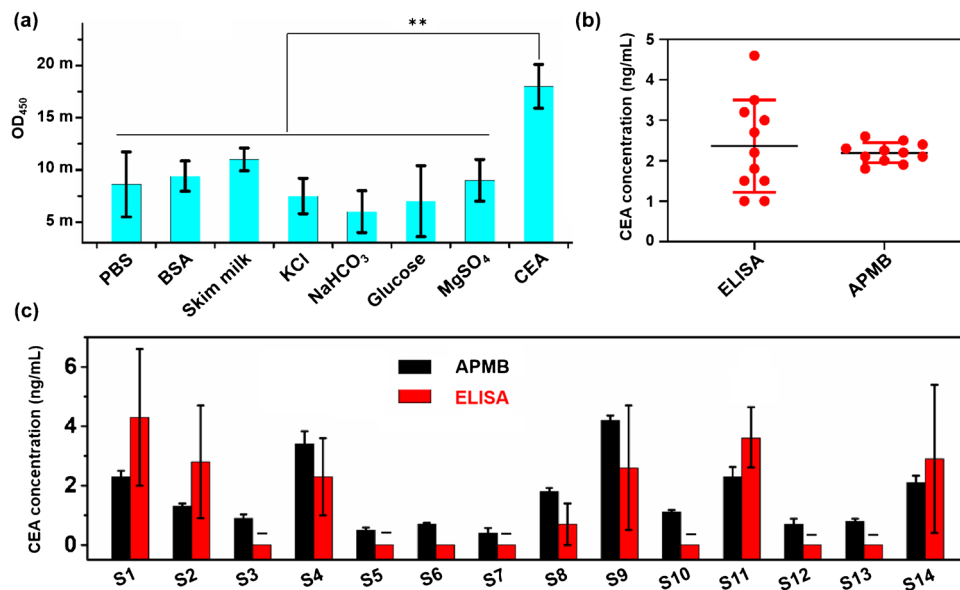 (a)
**
OD450
20 m
15 m
10 m
5 m
PBS
BSA
Skim milk
KCl
NaHCO3
Glucose
MgSO4
CEA
(b)
CEA concentration (ng/mL)
5
4
3
2
1
0
ELISA
APMB
(c)
CEA concentration (ng/mL)
6
4
2
0
APMB
ELISA
S1
S2
S3
S4
S5
S6
S7
S8
S9
S10
S11
S12
S13
S14